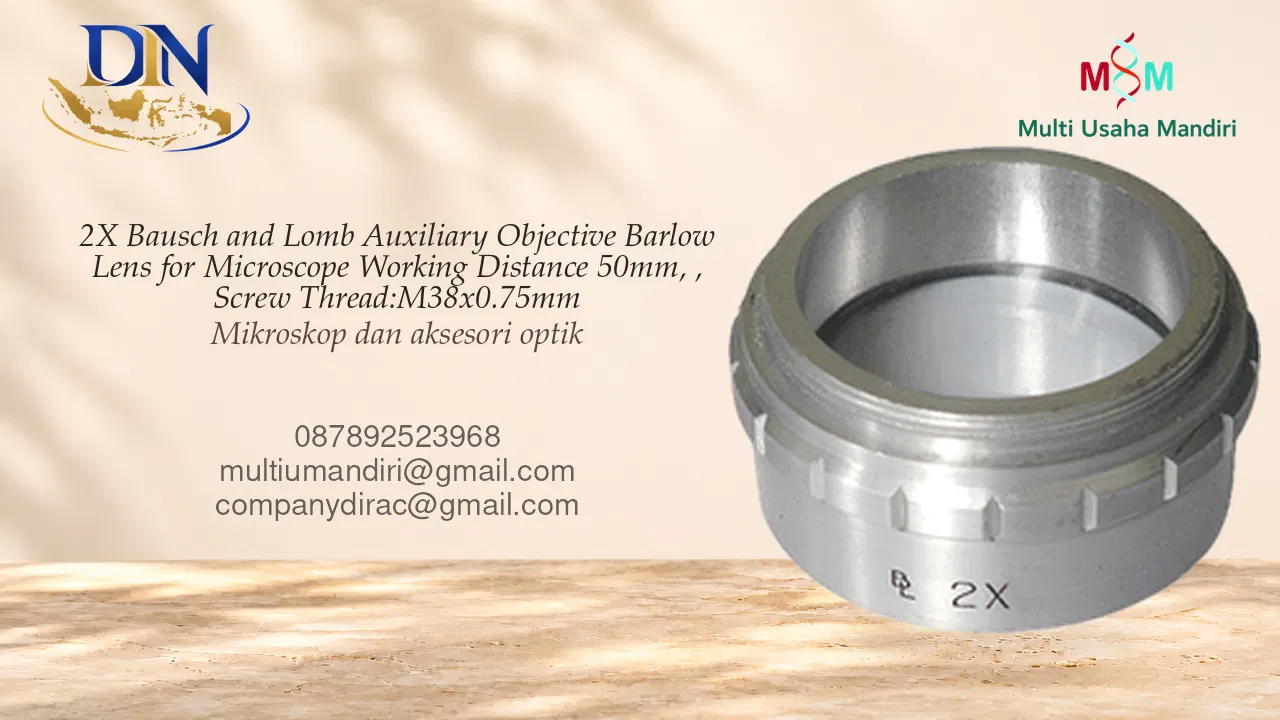 DN
M M
Multi Usaha Mandiri
2X Bausch and Lomb Auxiliary Objective Barlow
Lens for Microscope Working Distance 50mm, ,
Screw Thread:M38x0.75mm
Mikroskop dan aksesori optik
087892523968
multiumandiri@gmail.com
companydirac@gmail.com
BL 2X